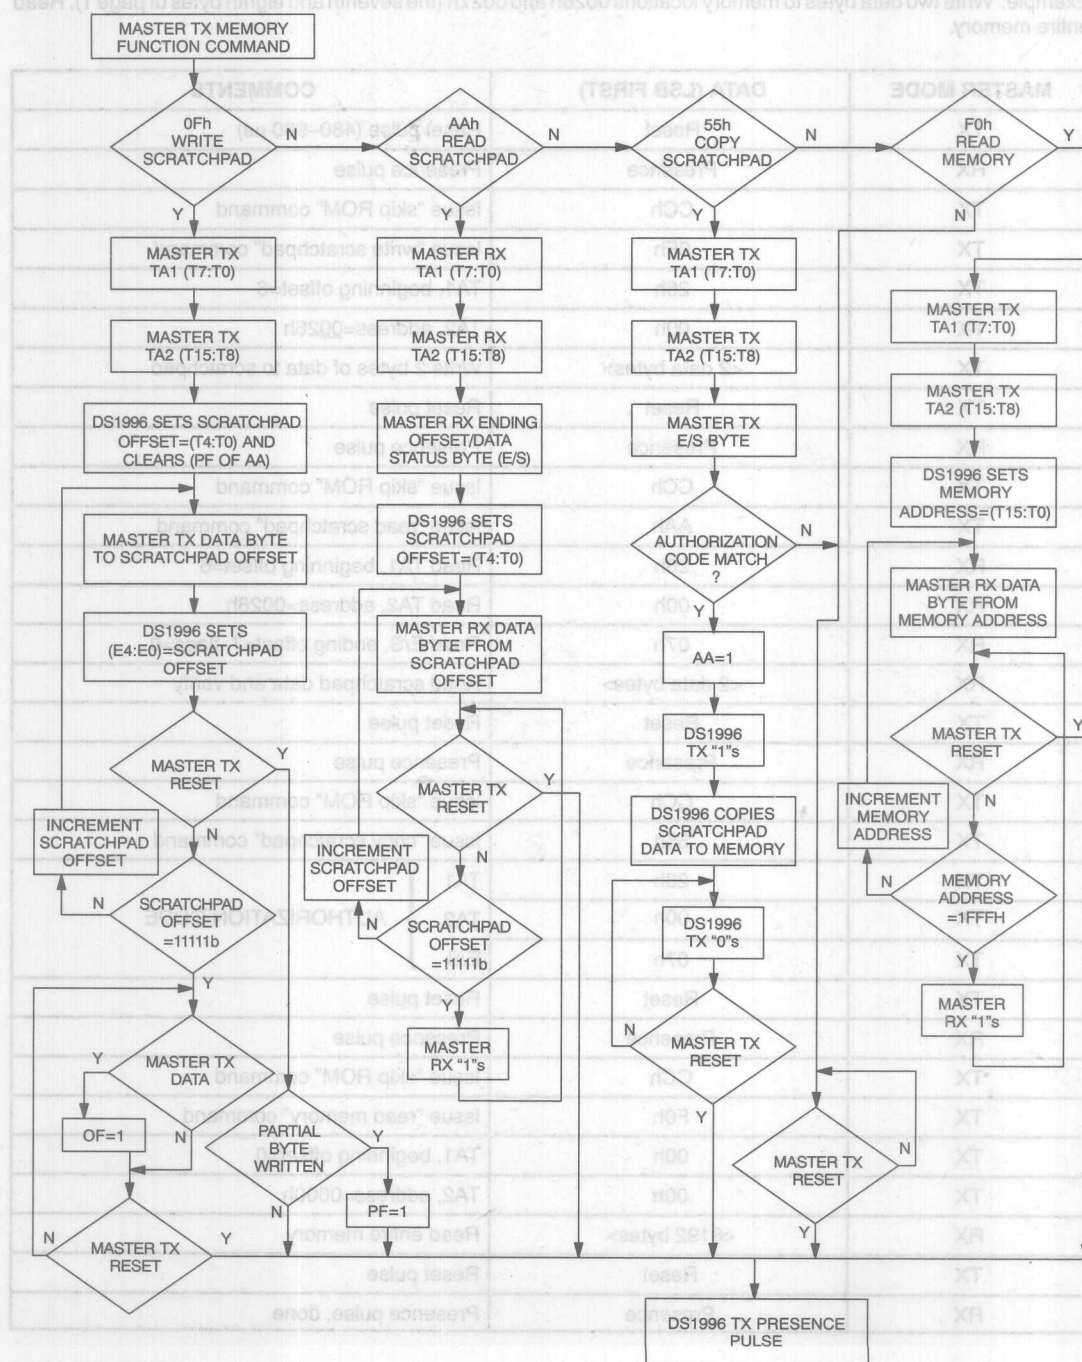 MASTER TX MEMORY
FUNCTION COMMAND
0Fh
WRITE
SCRATCHPAD
N
Y
MASTER TX
TA1 (T7:T0)
MASTER TX
TA2 (T15:T8)
DS1996 SETS SCRATCHPAD
OFFSET=(T4:T0) AND
CLEARS (PF OF AA)
MASTER TX DATA BYTE
TO SCRATCHPAD OFFSET
DS1996 SETS
(E4:E0)=SCRATCHPAD
OFFSET
MASTER TX
RESET
Y
N
INCREMENT
SCRATCHPAD
OFFSET
N
SCRATCHPAD
OFFSET
=11111b
Y
Y
MASTER TX
DATA
N
OF=1
PARTIAL
BYTE
WRITTEN
Y
N
PF=1
N
MASTER TX
RESET
Y
AAh
READ
SCRATCHPAD
N
Y
MASTER RX
TA1 (T7:T0)
MASTER RX
TA2 (T15:T8)
MASTER RX ENDING
OFFSET/DATA
STATUS BYTE (E/S)
DS1996 SETS
SCRATCHPAD
OFFSET=(T4:T0)
MASTER RX DATA
BYTE FROM
SCRATCHPAD
OFFSET
MASTER TX
RESET
Y
N
INCREMENT
SCRATCHPAD
OFFSET
N
SCRATCHPAD
OFFSET
=11111b
Y
MASTER
RX "1"s
55h
COPY
SCRATCHPAD
N
Y
MASTER TX
TA1 (T7:T0)
MASTER TX
TA2 (T15:T8)
MASTER TX
E/S BYTE
AUTHORIZATION
CODE MATCH
?
N
Y
AA=1
DS1996
TX "1"s
DS1996 COPIES
SCRATCHPAD
DATA TO MEMORY
DS1996
TX "0"s
N
MASTER TX
RESET
Y
MASTER TX
RESET
N
Y
F0h
READ
MEMORY
Y
N
MASTER TX
TA1 (T7:T0)
MASTER TX
TA2 (T15:T8)
DS1996 SETS
MEMORY
ADDRESS=(T15:T0)
MASTER RX DATA
BYTE FROM
MEMORY ADDRESS
MASTER TX
RESET
Y
N
INCREMENT
MEMORY
ADDRESS
N
MEMORY
ADDRESS
=1FFFH
Y
MASTER
RX "1"s
DS1996 TX PRESENCE
PULSE